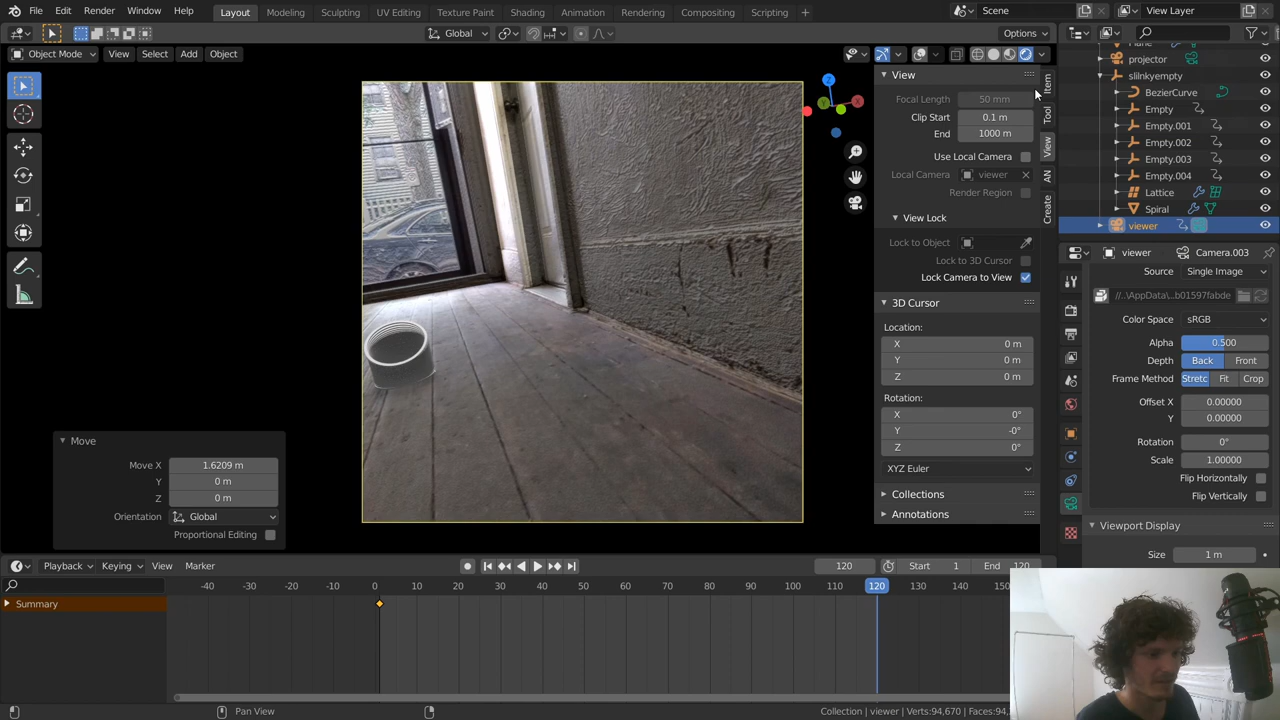 File Edit Render Window Help Layout Modeling Sculpting UV Editing Texture Paint Shading Animation Rendering Compositing Scripting + Scene View Layer
Global Options
Object Mode View Select Add Object
Move
Move X 1.6209 m
Y 0 m
Z 0 m
Orientation Global
Proportional Editing
View
Focal Length 50 mm
Clip Start 0.1 m
End 1000 m
Use Local Camera
Local Camera viewer
Render Region
View Lock
Lock to Object
Lock to 3D Cursor
Lock Camera to View
3D Cursor
Location:
X 0 m
Y 0 m
Z 0 m
Rotation:
X 0°
Y -0°
Z 0°
XYZ Euler
Collections
Annotations
Item
Tool
View
AN
Create
projector
slilnkyempty
BezierCurve
Empty
Empty.001
Empty.002
Empty.003
Empty.004
Lattice
Spiral
viewer
viewer Camera.003
Source Single Image
//..\AppData\...b01597fabde
Color Space sRGB
Alpha 0.500
Depth Back Front
Frame Method Stretc Fit Crop
Offset X 0.00000
Y 0.00000
Rotation 0°
Scale 1.00000
Flip Horizontally
Flip Vertically
Viewport Display
Size 1 m
Playback Keying View Marker 120 Start 1 End 120
-40 -30 -20 -10 0 10 20 30 40 50 60 70 80 90 100 110 120 130 140
Summary
Pan View Collection | viewer | Verts:94,670 | Faces:94,